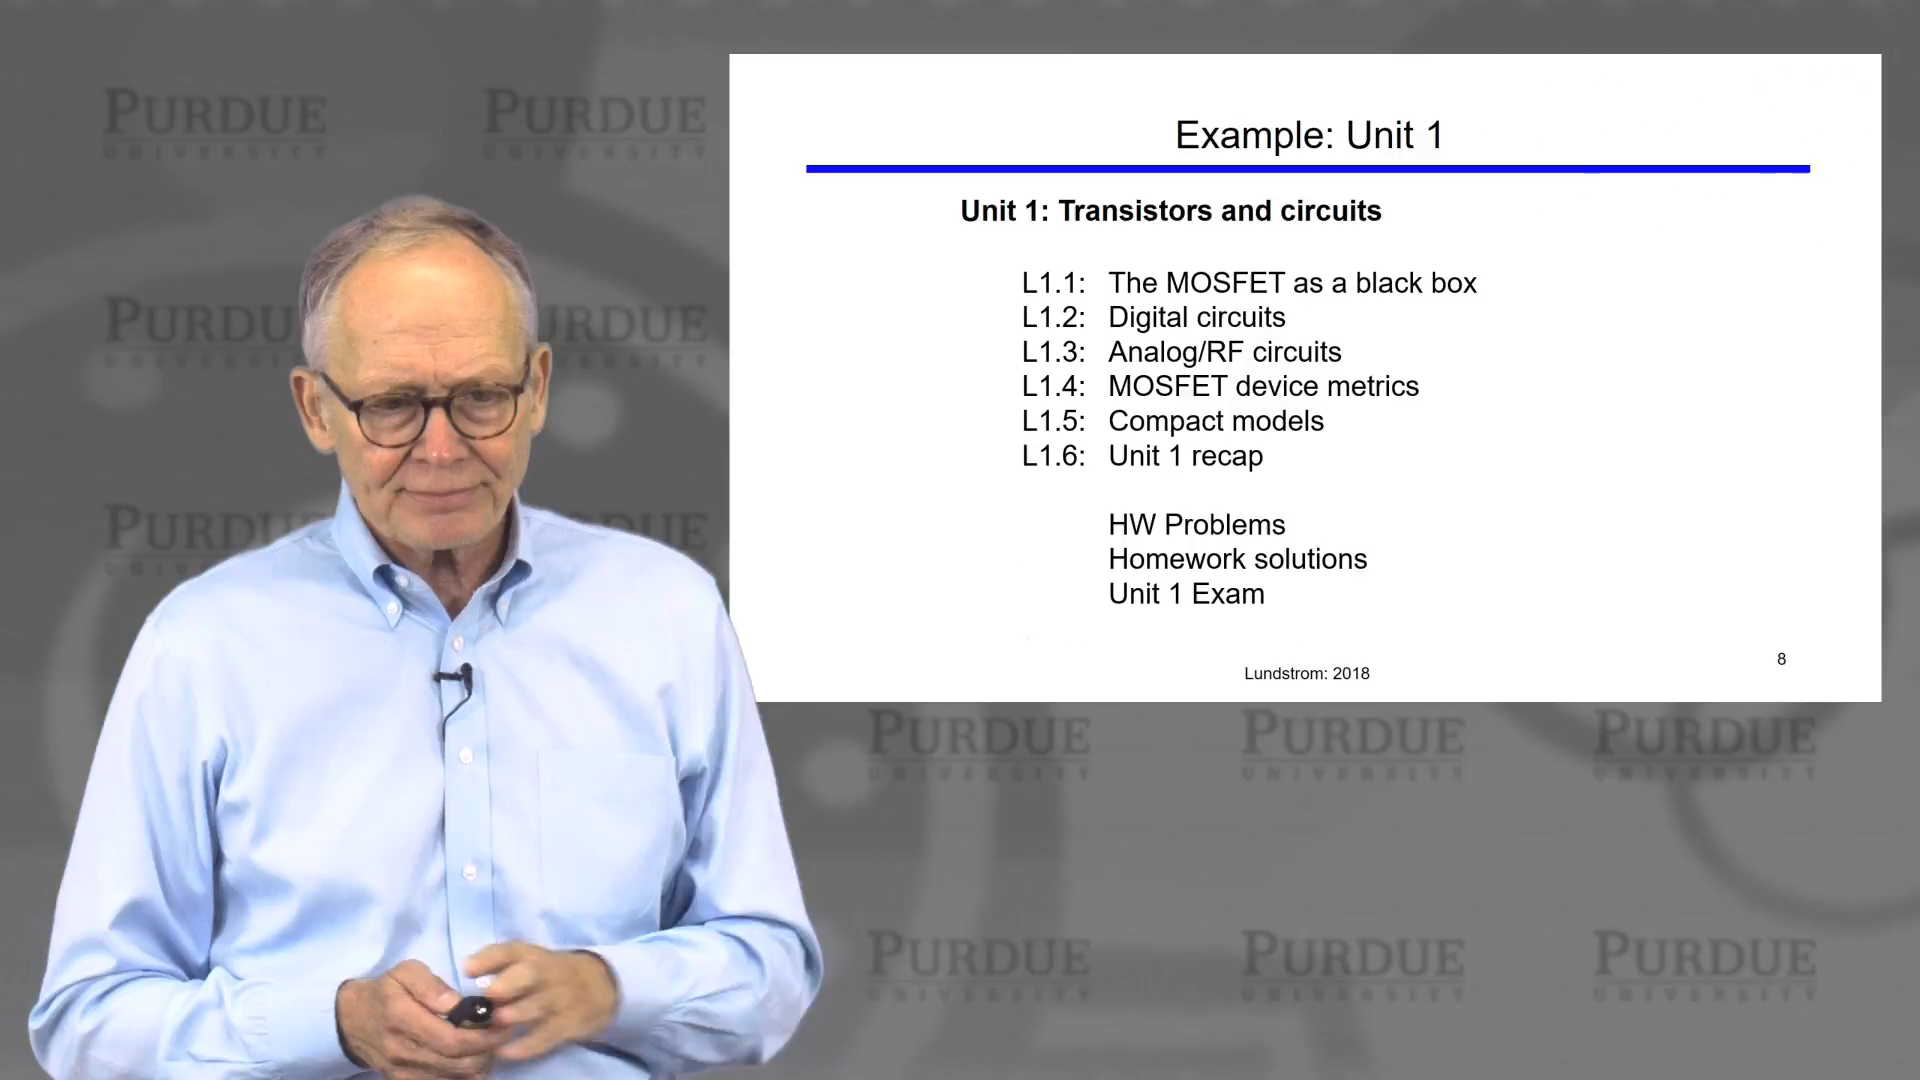 PURDUE PURDUE
UNIVERSITY UNIVERSITY
Example: Unit 1
Unit 1: Transistors and circuits
L1.1: The MOSFET as a black box
L1.2: Digital circuits
L1.3: Analog/RF circuits
L1.4: MOSFET device metrics
L1.5: Compact models
L1.6: Unit 1 recap
HW Problems
Homework solutions
Unit 1 Exam
Lundstrom: 2018
8
PURDUE
PURDUE
PURDUE PURDUE PURDUE
UNIVERSITY UNIVERSITY UNIVERSITY
PURDUE PURDUE PURDUE
UNIVERSITY UNIVERSITY UNIVERSITY